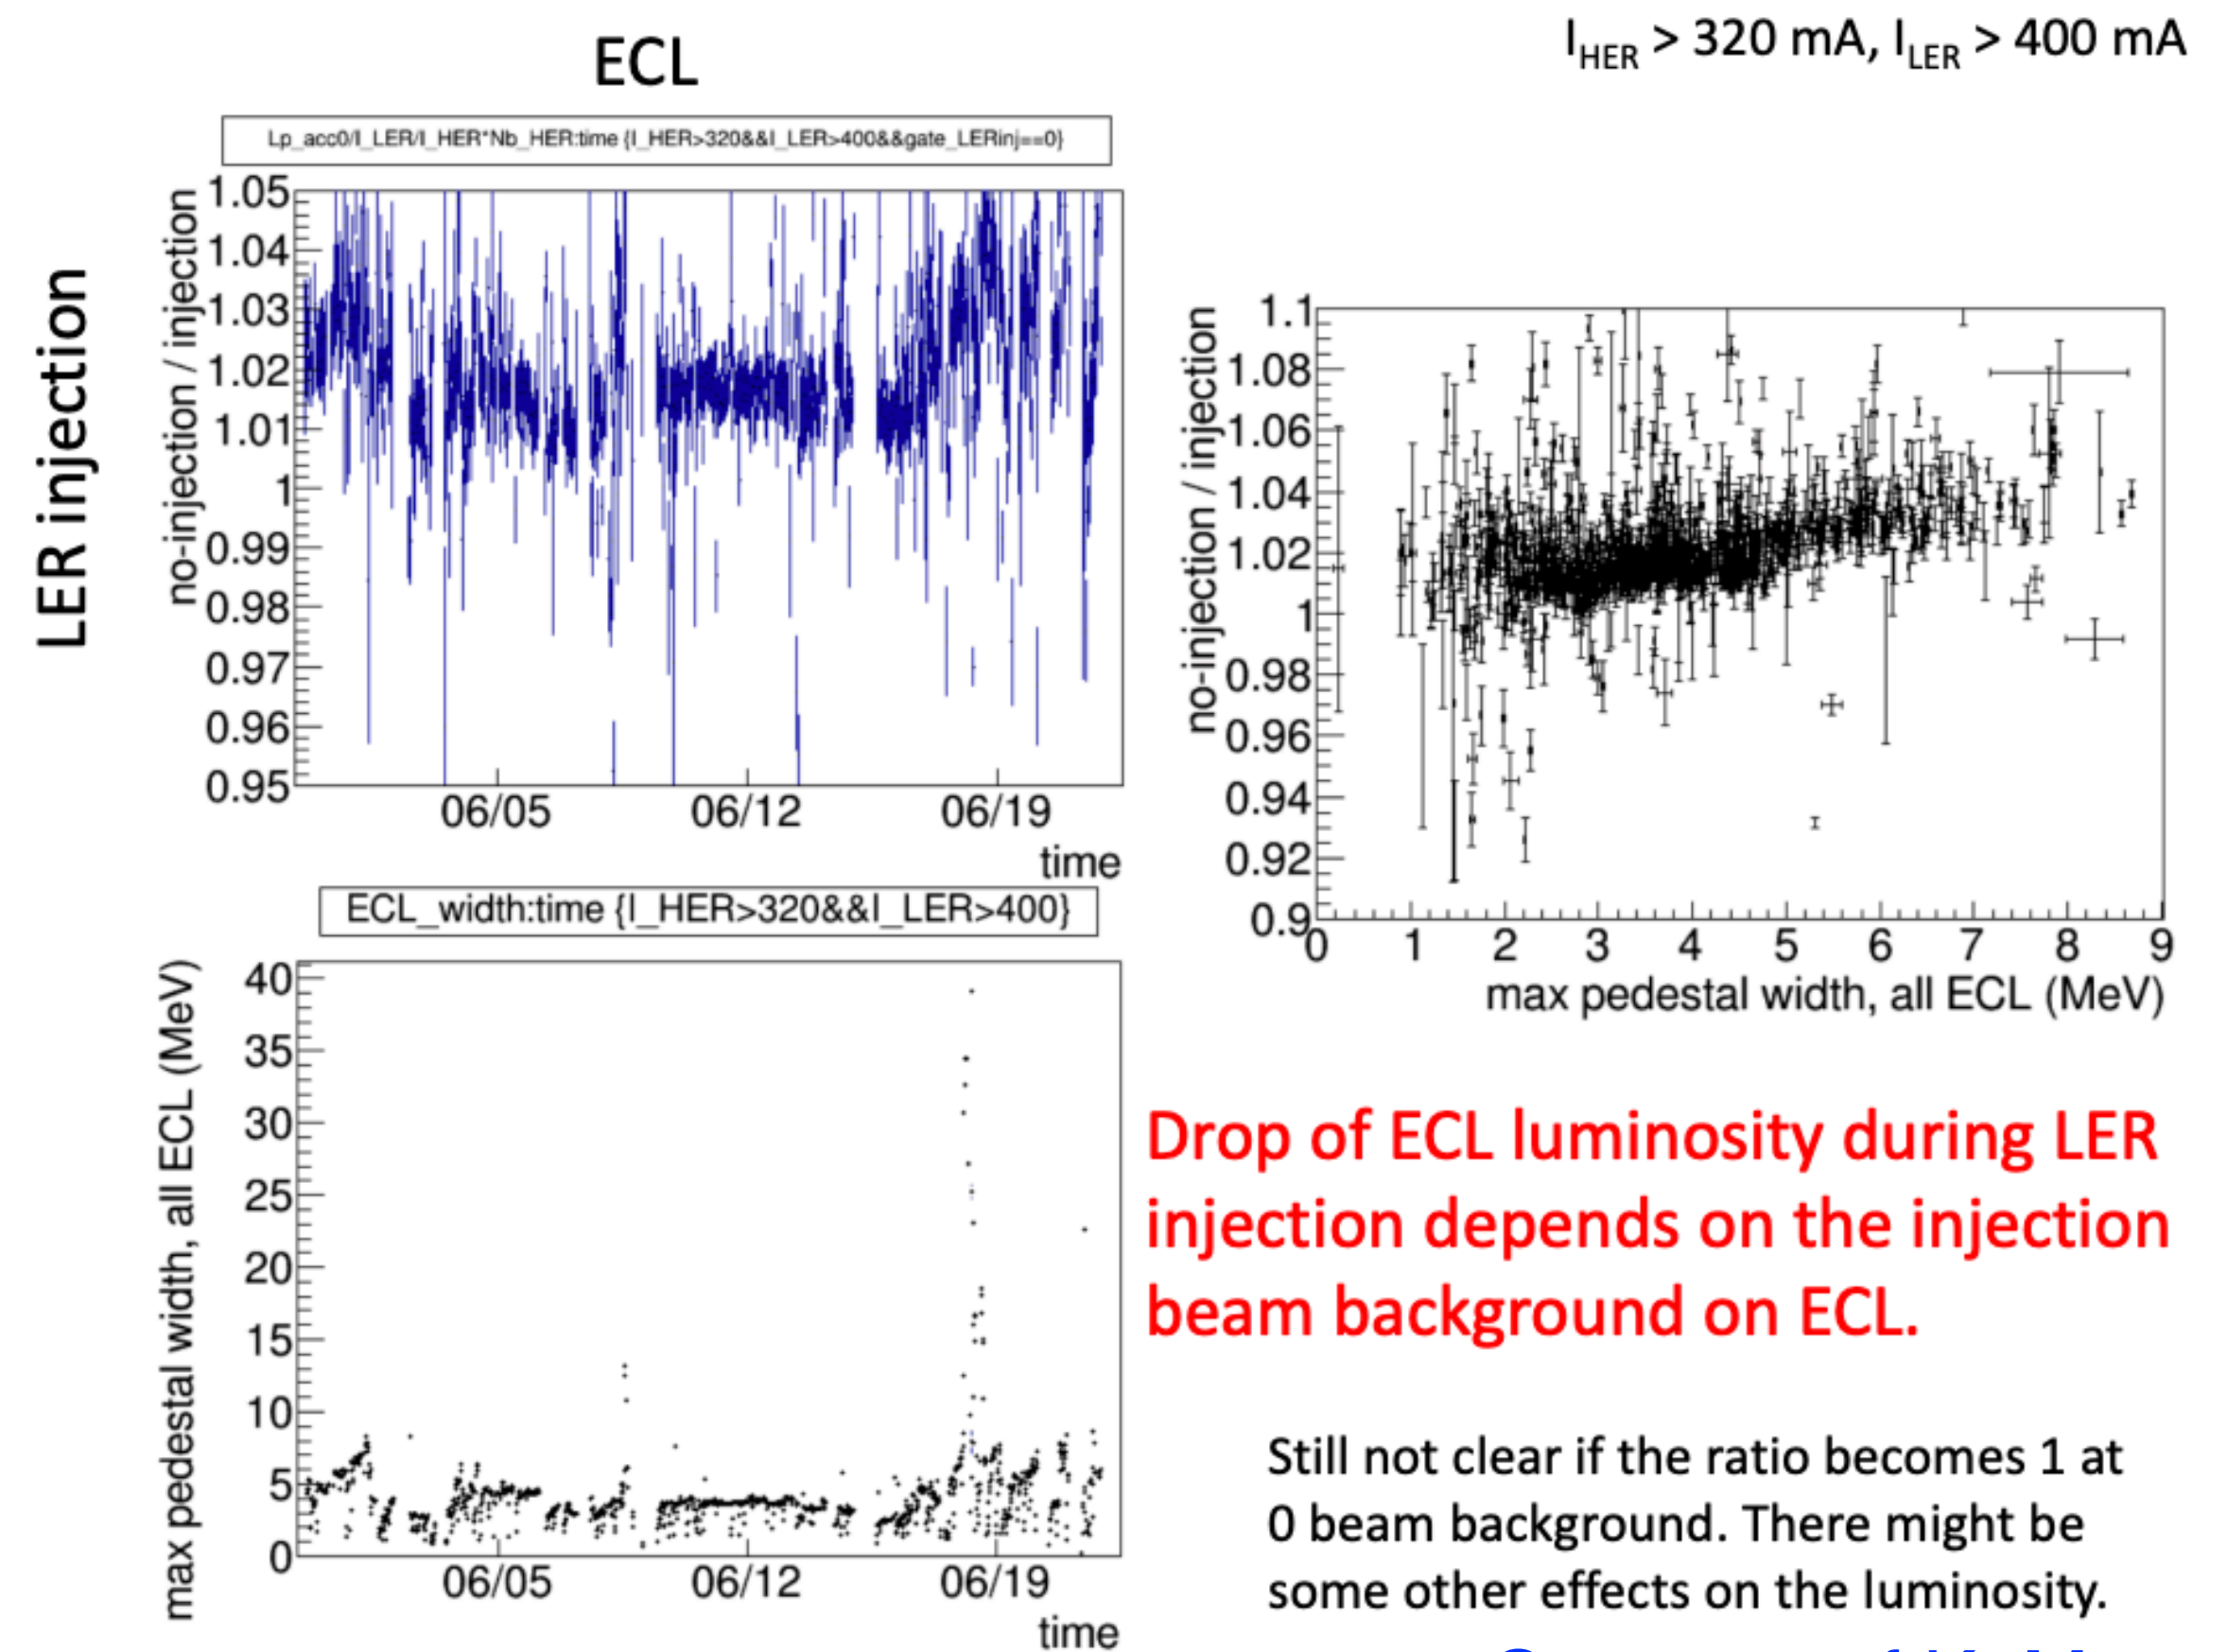 I_HER > 320 mA, I_LER > 400 mA
ECL
LER injection
Lp_acc0/I_LER/I_HER*Nb_HER:time {I_HER>320&&I_LER>400&&gate_LERinj==0}
no-injection / injection
1.05
1.04
1.03
1.02
1.01
1
0.99
0.98
0.97
0.96
0.95
06/05 06/12 06/19
time
no-injection / injection
1.1
1.08
1.06
1.04
1.02
1
0.98
0.96
0.94
0.92
0.9
0 1 2 3 4 5 6 7 8 9
max pedestal width, all ECL (MeV)
ECL_width:time {I_HER>320&&I_LER>400}
max pedestal width, all ECL (MeV)
40
35
30
25
20
15
10
5
0
06/05 06/12 06/19
time
Drop of ECL luminosity during LER
injection depends on the injection
beam background on ECL.
Still not clear if the ratio becomes 1 at
0 beam background. There might be
some other effects on the luminosity.